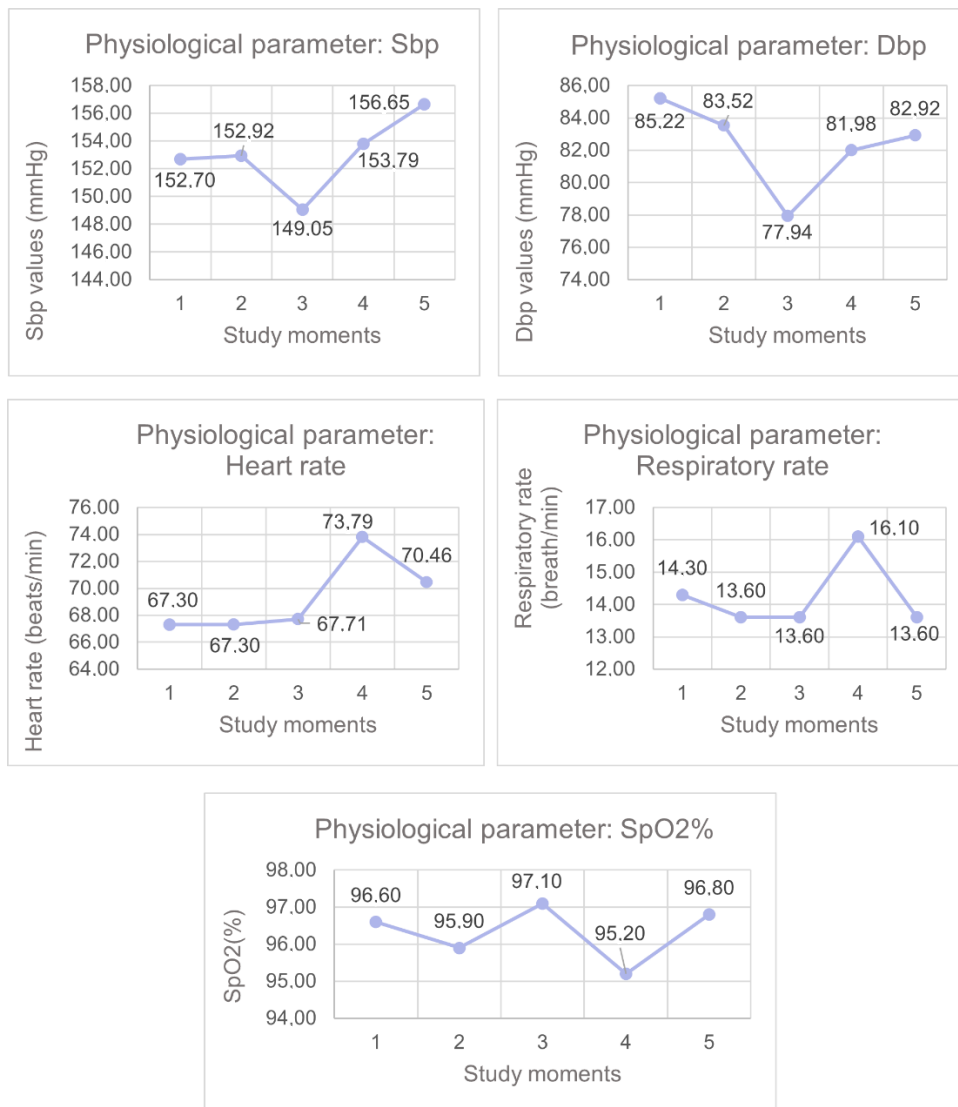 Physiological parameter: Sbp
158,00
156,00
154,00
152,00
150,00
148,00
146,00
144,00
Sbp values (mmHg)
152,70
152,92
149,05
153,79
156,65
1 2 3 4 5
Study moments
Physiological parameter: Dbp
86,00
84,00
82,00
80,00
78,00
76,00
74,00
Dbp values (mmHg)
85,22
83,52
77,94
81,98
82,92
1 2 3 4 5
Study moments
Physiological parameter:
Heart rate
76,00
74,00
72,00
70,00
68,00
66,00
64,00
Heart rate (beats/min)
67,30
67,30
67,71
73,79
70,46
1 2 3 4 5
Study moments
Physiological parameter:
Respiratory rate
17,00
16,00
15,00
14,00
13,00
12,00
Respiratory rate
(breath/min)
14,30
13,60
13,60
16,10
13,60
1 2 3 4 5
Study moments
Physiological parameter: SpO2%
98,00
97,00
96,00
95,00
94,00
SpO2(%)
96,60
95,90
97,10
95,20
96,80
1 2 3 4 5
Study moments